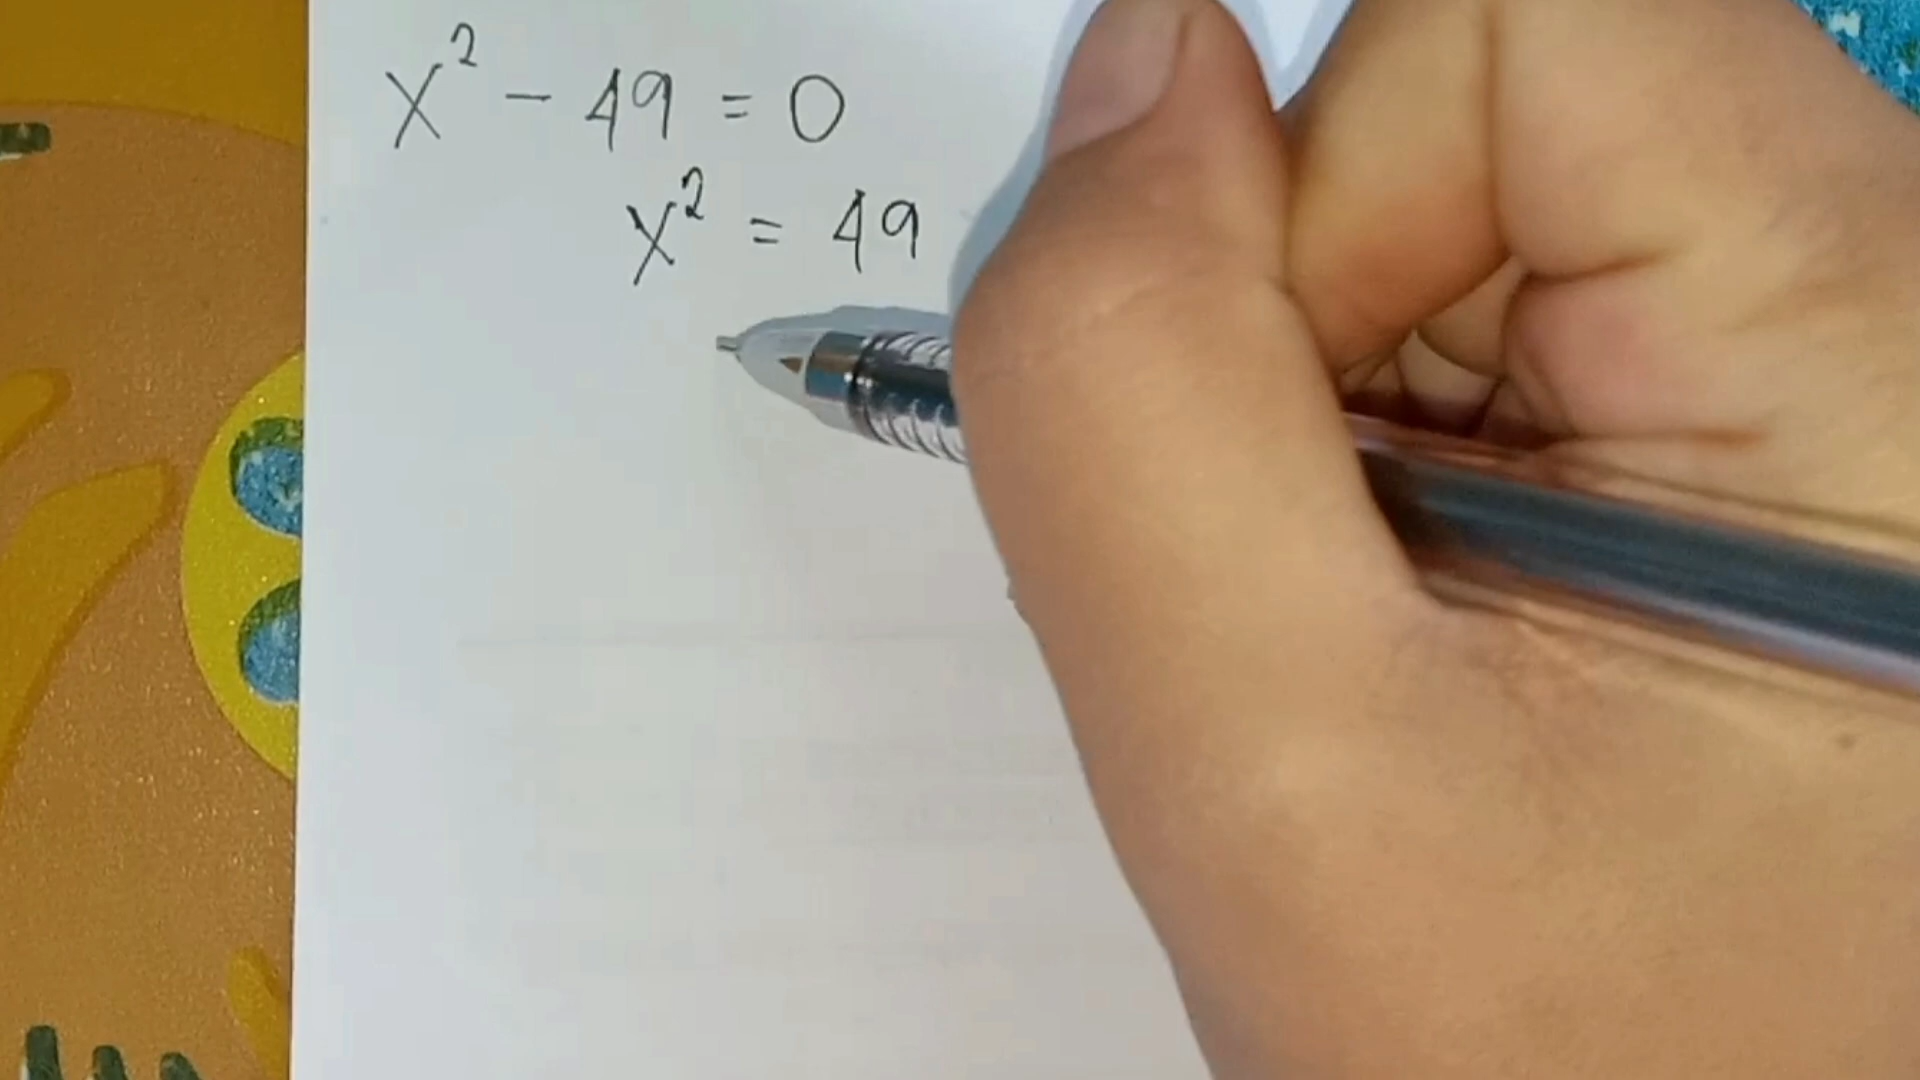 x² - 49 = 0
x² = 49